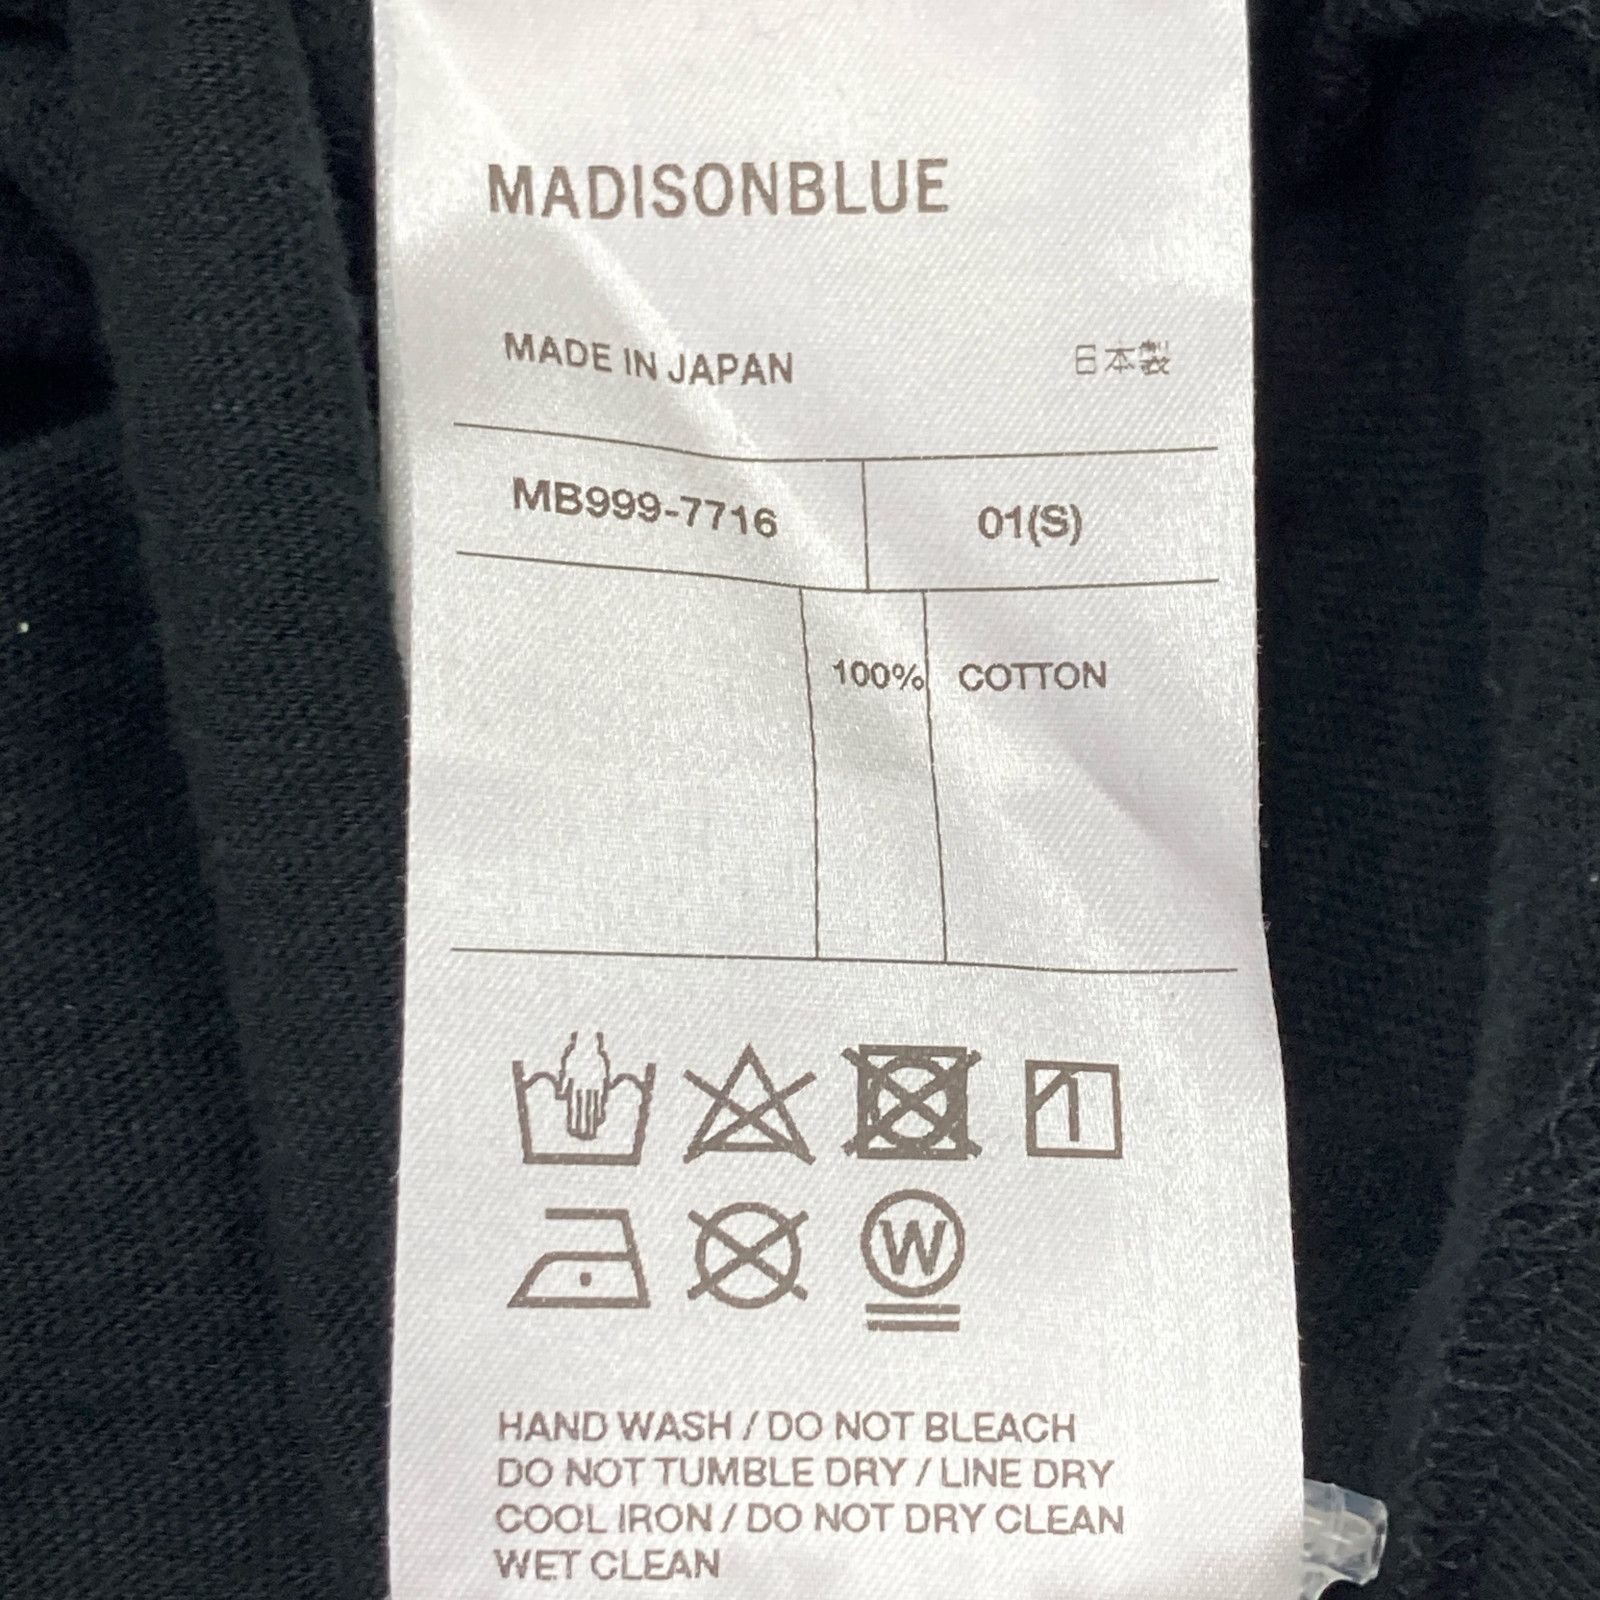 MADISONBLUE
MADE IN JAPAN 日本製
MB999-7716 01(S)
100% COTTON
W
HAND WASH / DO NOT BLEACH
DO NOT TUMBLE DRY / LINE DRY
COOL IRON / DO NOT DRY CLEAN
WET CLEAN